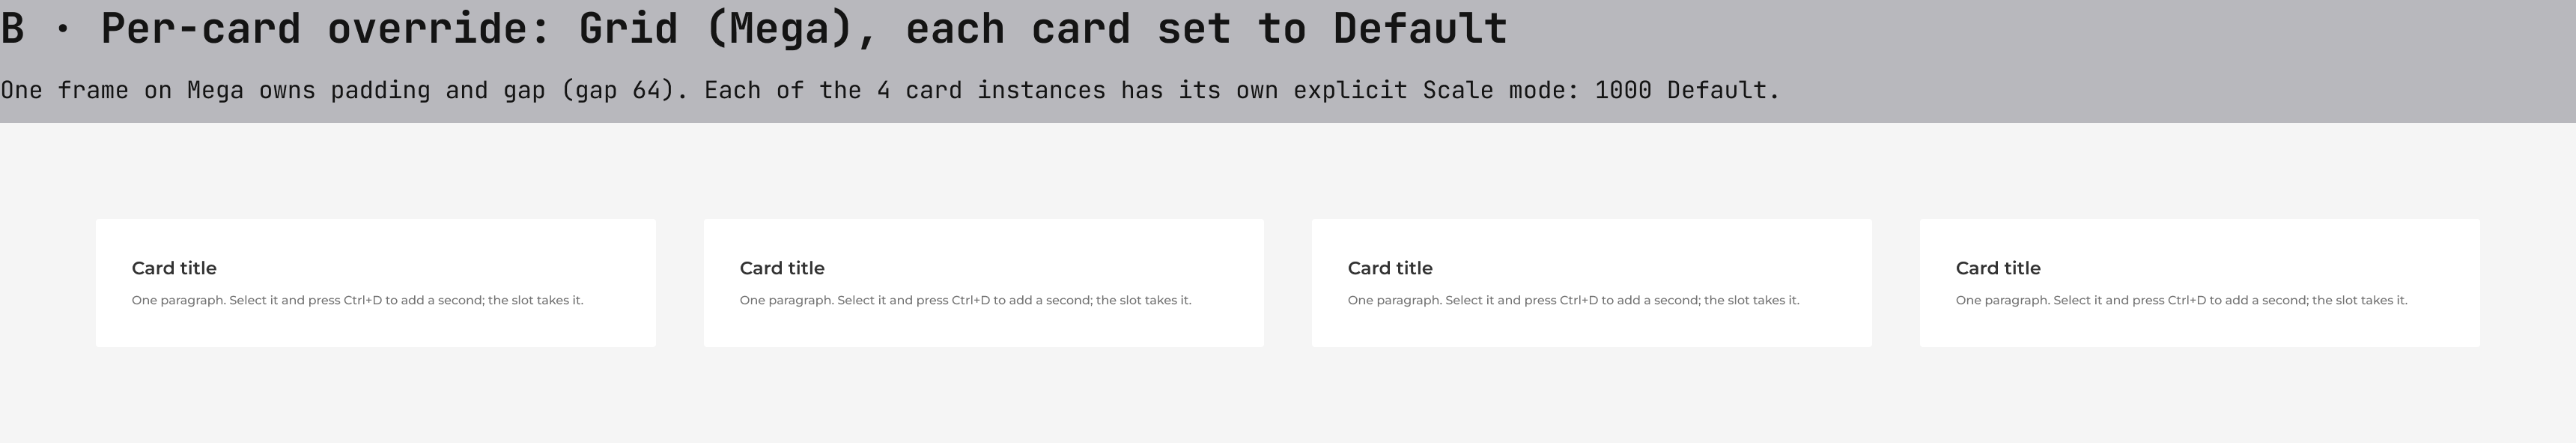 B · Per-card override: Grid (Mega), each card set to Default
One frame on Mega owns padding and gap (gap 64). Each of the 4 card instances has its own explicit Scale mode: 1000 Default.
Card title
One paragraph. Select it and press Ctrl+D to add a second; the slot takes it.
Card title
One paragraph. Select it and press Ctrl+D to add a second; the slot takes it.
Card title
One paragraph. Select it and press Ctrl+D to add a second; the slot takes it.
Card title
One paragraph. Select it and press Ctrl+D to add a second; the slot takes it.